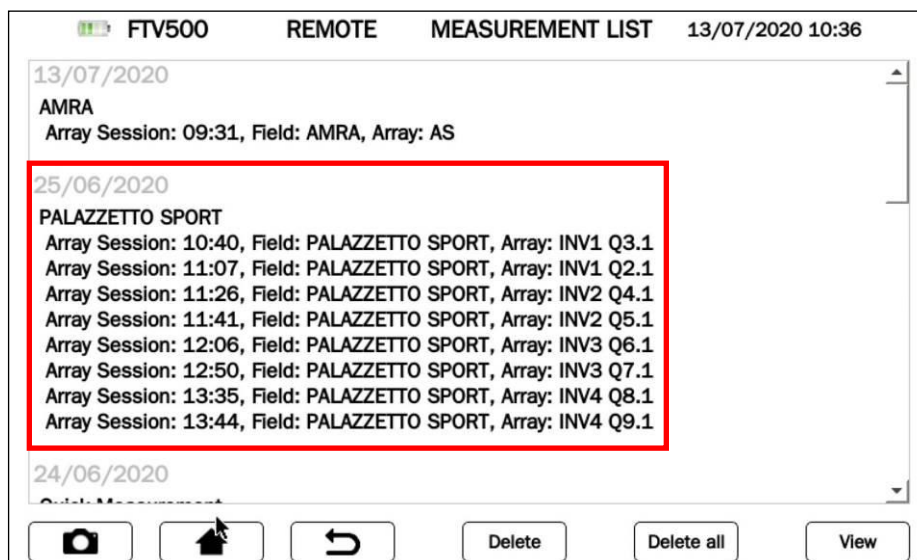 FTV500 REMOTE MEASUREMENT LIST 13/07/2020 10:36
13/07/2020
AMRA
Array Session: 09:31, Field: AMRA, Array: AS
25/06/2020
PALAZZETTO SPORT
Array Session: 10:40, Field: PALAZZETTO SPORT, Array: INV1 Q3.1
Array Session: 11:07, Field: PALAZZETTO SPORT, Array: INV1 Q2.1
Array Session: 11:26, Field: PALAZZETTO SPORT, Array: INV2 Q4.1
Array Session: 11:41, Field: PALAZZETTO SPORT, Array: INV2 Q5.1
Array Session: 12:06, Field: PALAZZETTO SPORT, Array: INV3 Q6.1
Array Session: 12:50, Field: PALAZZETTO SPORT, Array: INV3 Q7.1
Array Session: 13:35, Field: PALAZZETTO SPORT, Array: INV4 Q8.1
Array Session: 13:44, Field: PALAZZETTO SPORT, Array: INV4 Q9.1
24/06/2020
Quick Measurement
Delete Delete all View